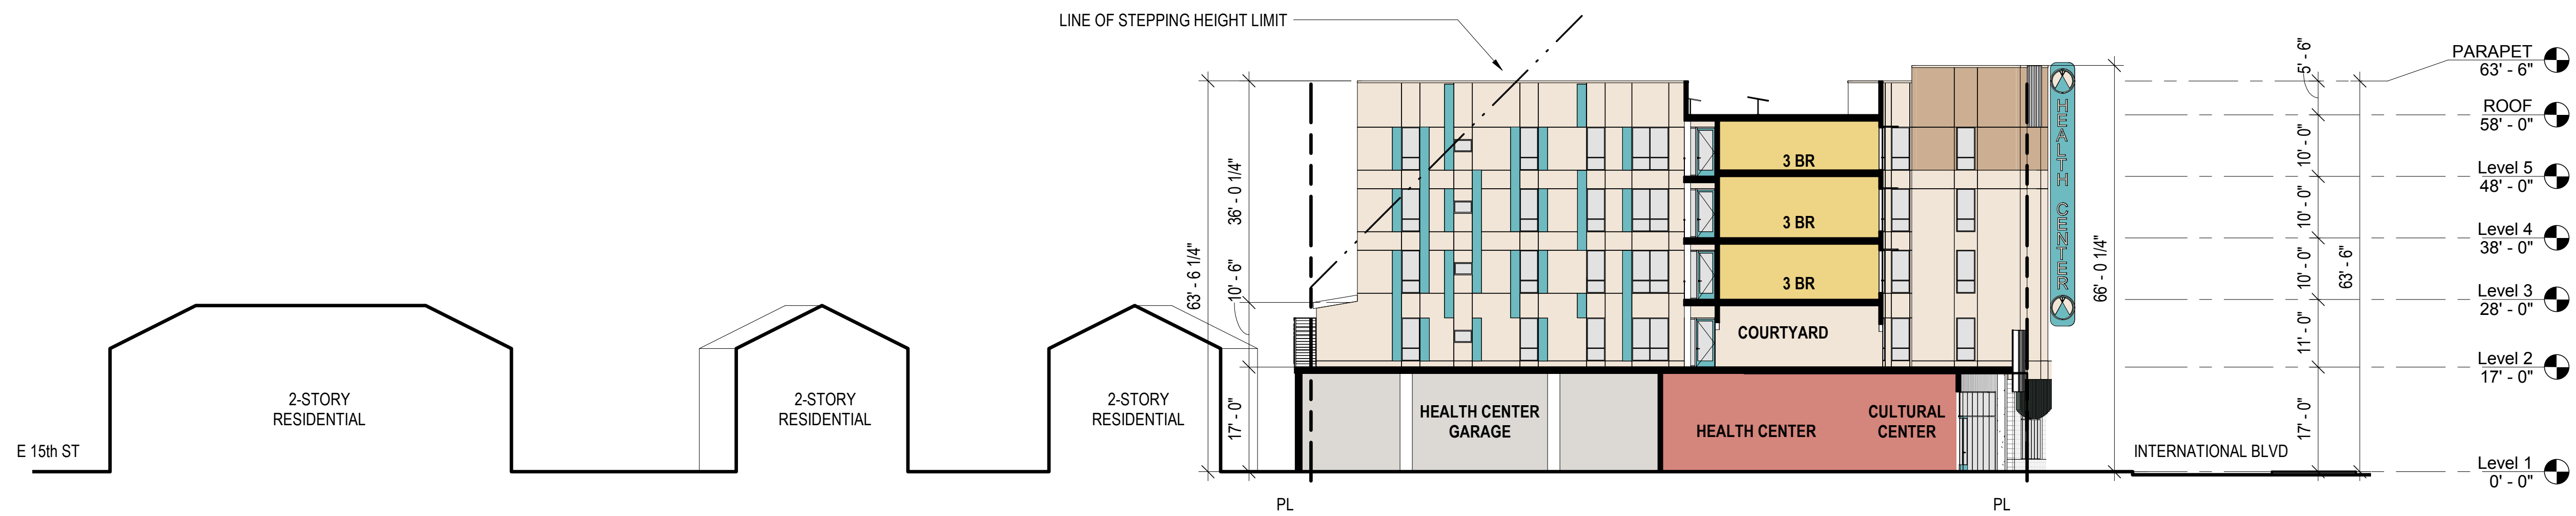 LINE OF STEPPING HEIGHT LIMIT
PARAPET
63' - 6"
5' - 6"
ROOF
58' - 0"
10' - 0"
Level 5
48' - 0"
10' - 0"
Level 4
38' - 0"
10' - 0"
Level 3
28' - 0"
11' - 0"
Level 2
17' - 0"
17' - 0"
Level 1
0' - 0"
63' - 6"
66' - 0 1/4"
63' - 6 1/4"
36' - 0 1/4"
10' - 6"
17' - 0"
HEALTH CENTER
3 BR
3 BR
3 BR
COURTYARD
HEALTH CENTER
GARAGE
HEALTH CENTER
CULTURAL
CENTER
2-STORY
RESIDENTIAL
2-STORY
RESIDENTIAL
2-STORY
RESIDENTIAL
E 15th ST
INTERNATIONAL BLVD
PL
PL